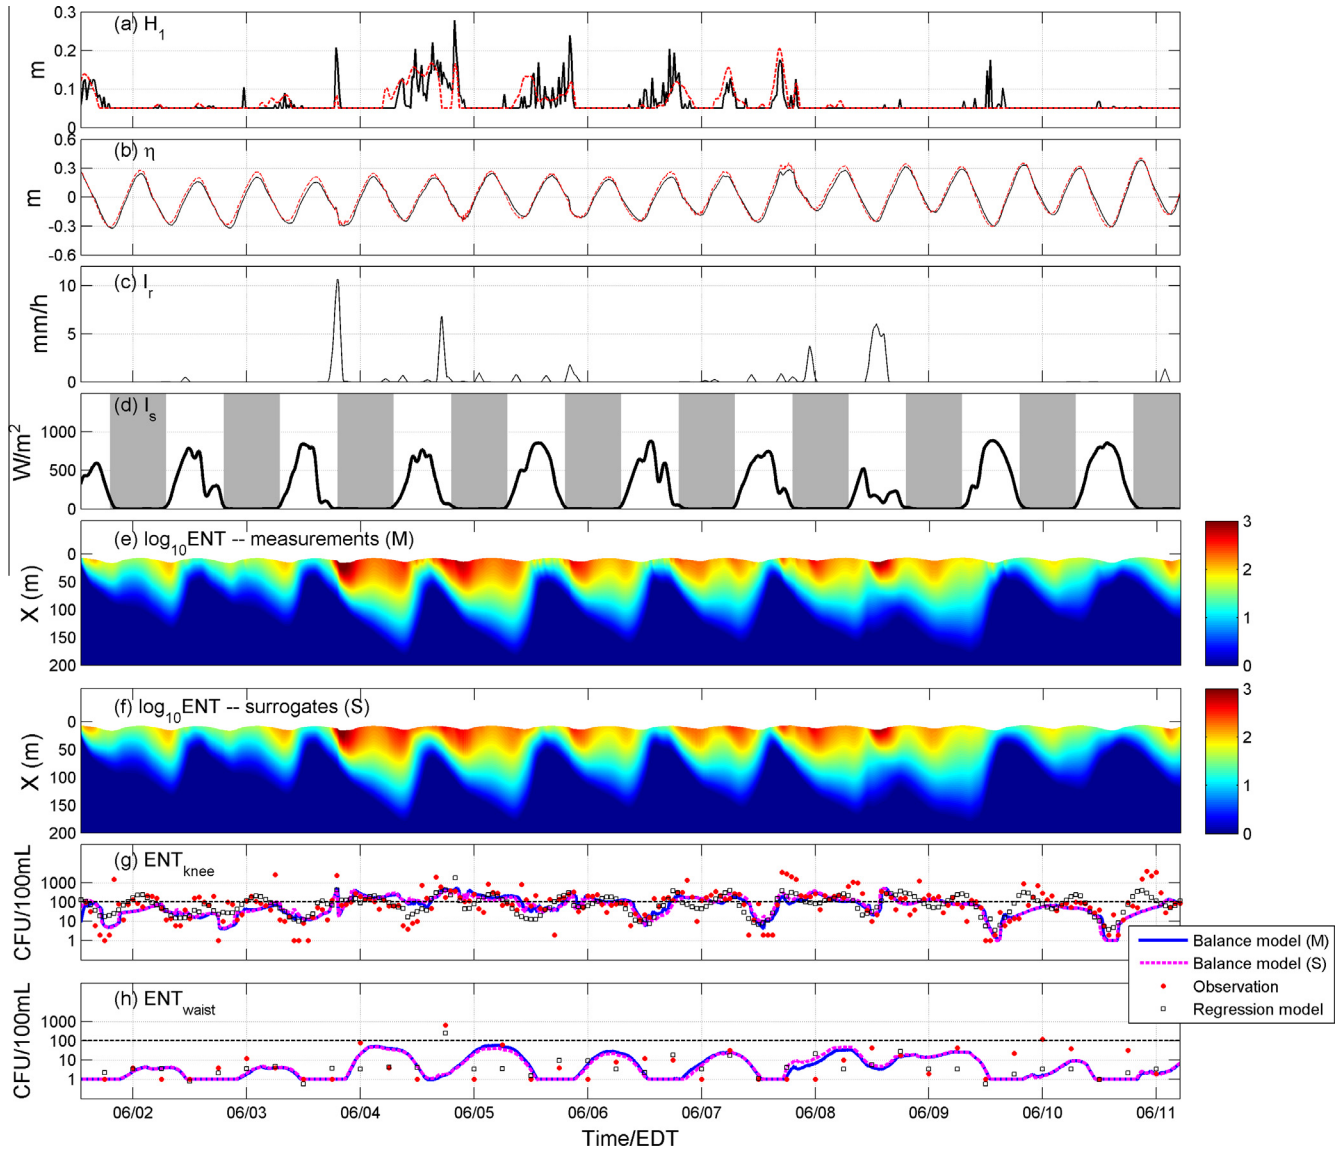 (a) H1
0.3
0.2
0.1
0
m
(b) η
0.6
0.3
0
-0.3
-0.6
m
(c) Ir
10
5
0
mm/h
(d) Is
1000
500
0
W/m2
(e) log10ENT -- measurements (M)
0
50
100
150
200
X (m)
3
2
1
0
(f) log10ENT -- surrogates (S)
0
50
100
150
200
X (m)
3
2
1
0
(g) ENTknee
1000
100
10
1
CFU/100mL
Balance model (M)
Balance model (S)
Observation
Regression model
(h) ENTwaist
1000
100
10
1
CFU/100mL
06/02 06/03 06/04 06/05 06/06 06/07 06/08 06/09 06/10 06/11
Time/EDT